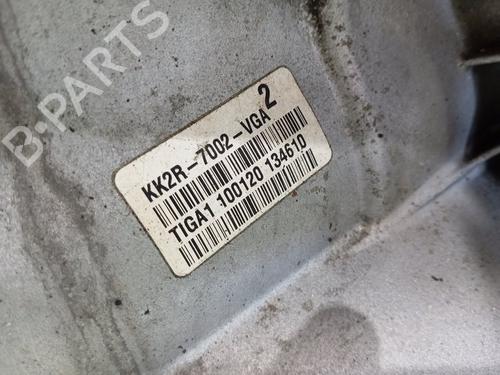 B-PARTS
2
KK2R-7002-VGA
TIGA1 100120 134610